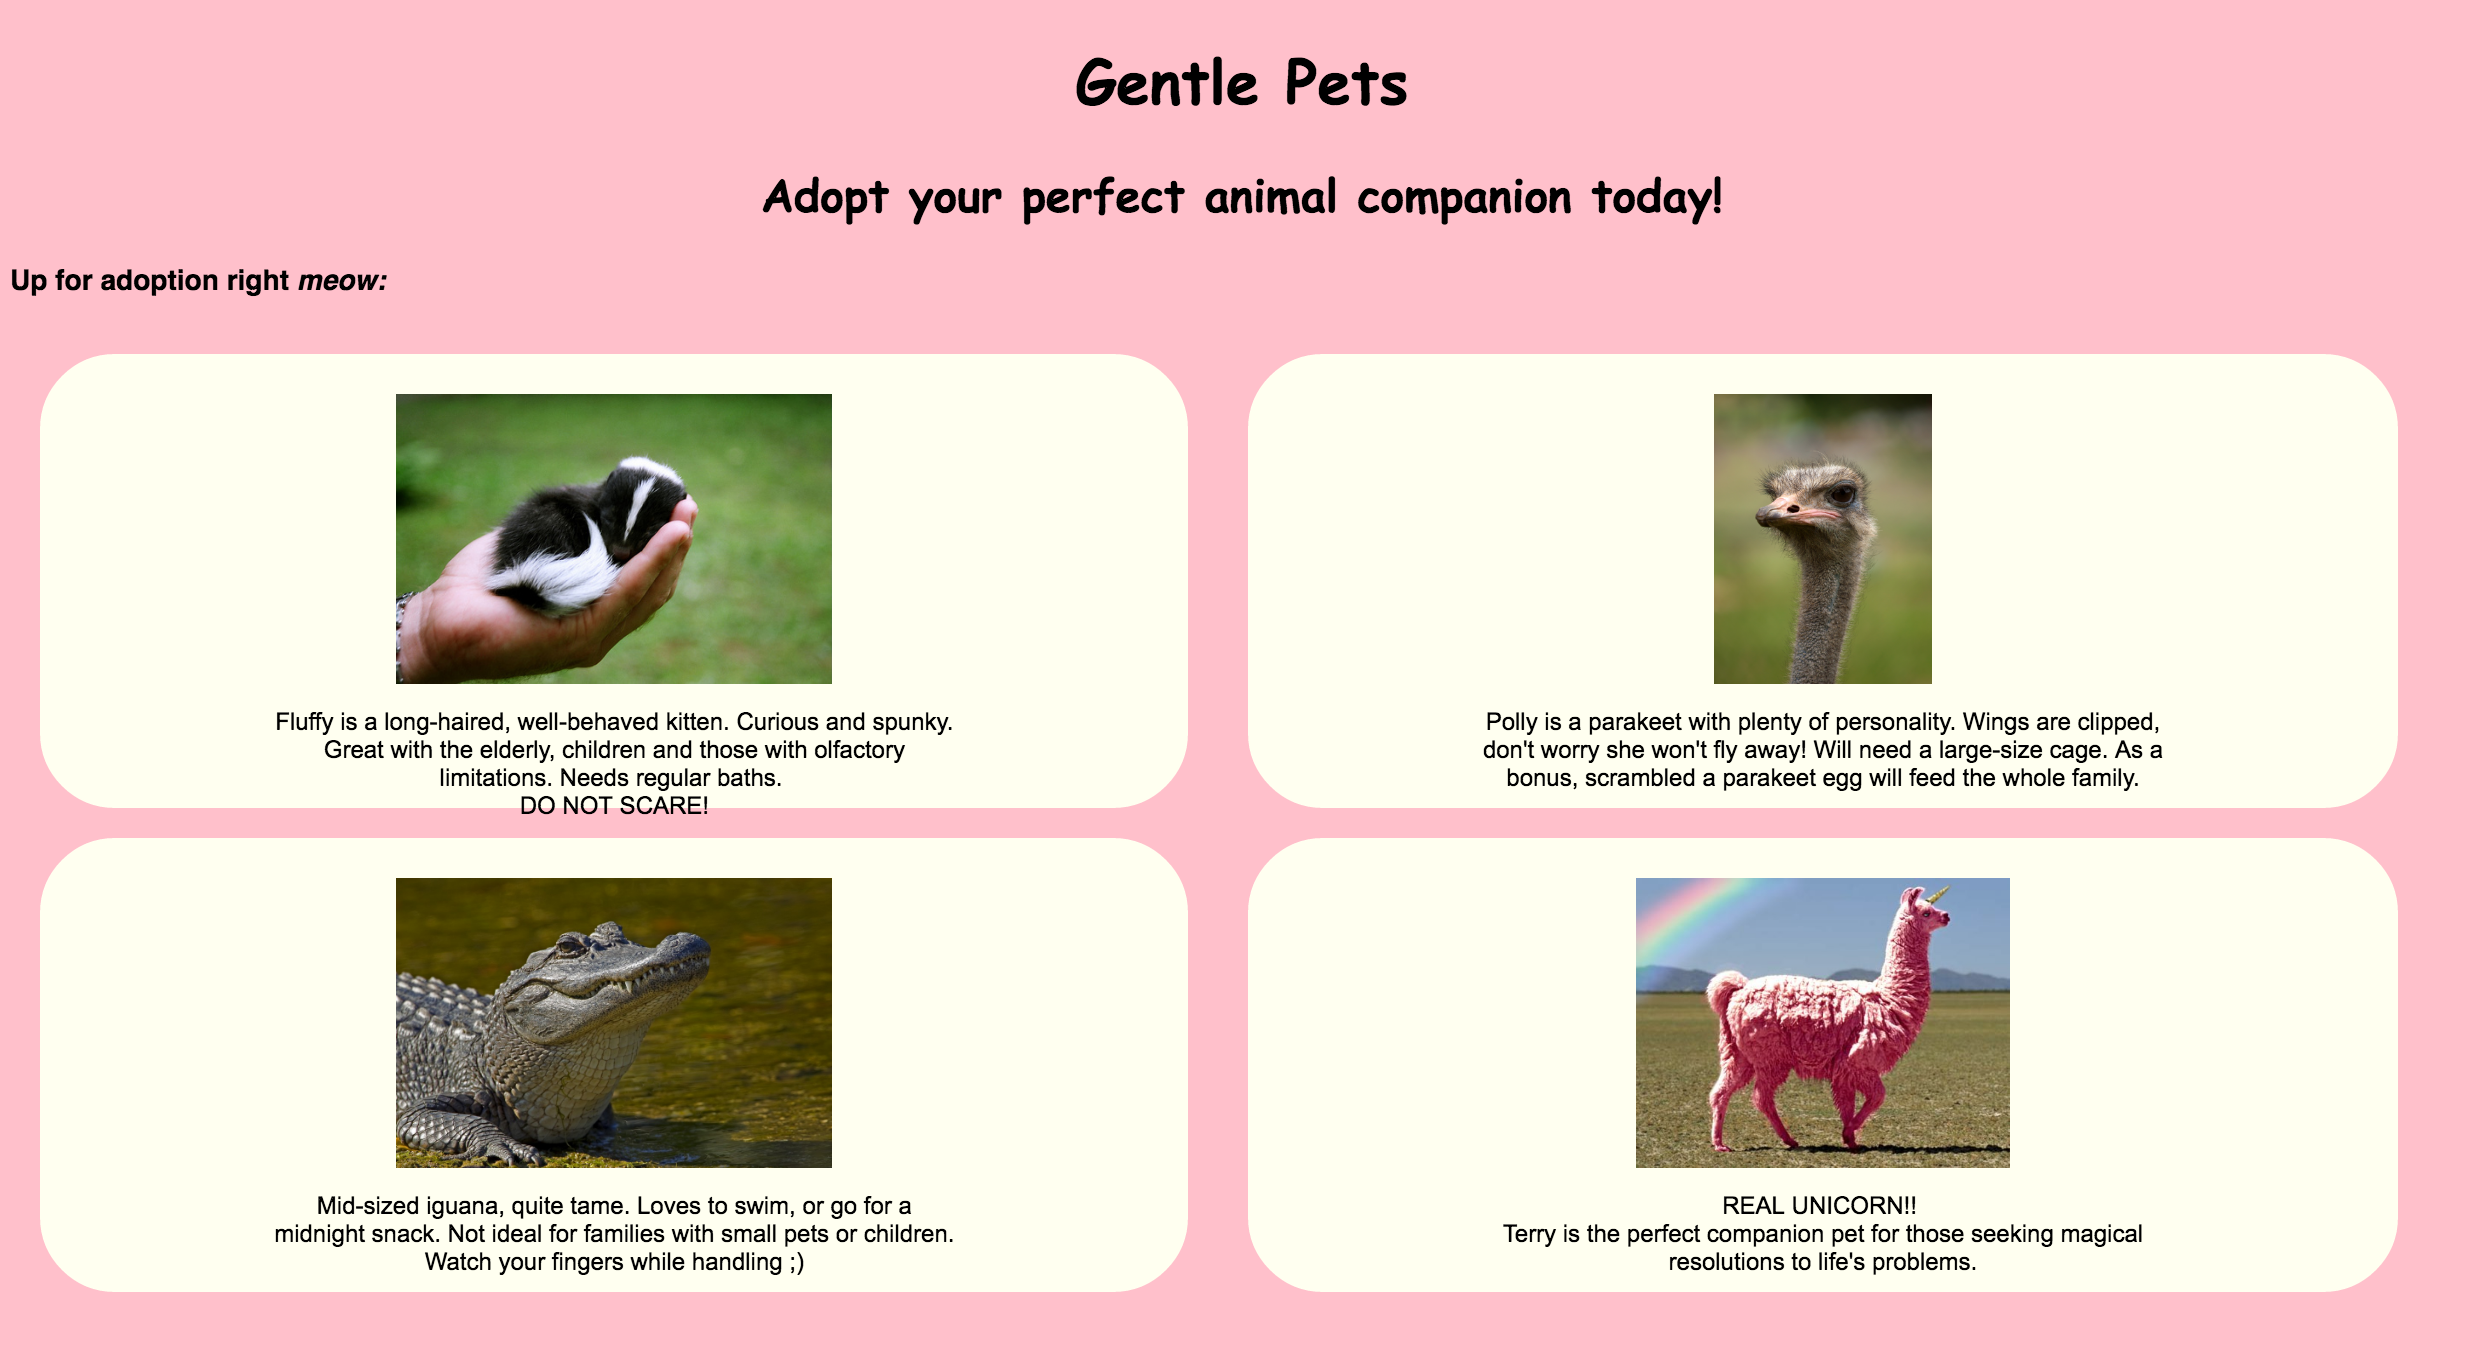 Gentle Pets
Adopt your perfect animal companion today!
Up for adoption right meow:
Fluffy is a long-haired, well-behaved kitten. Curious and spunky.
Great with the elderly, children and those with olfactory
limitations. Needs regular baths.
DO NOT SCARE!
Polly is a parakeet with plenty of personality. Wings are clipped,
don't worry she won't fly away! Will need a large-size cage. As a
bonus, scrambled a parakeet egg will feed the whole family.
Mid-sized iguana, quite tame. Loves to swim, or go for a
midnight snack. Not ideal for families with small pets or children.
Watch your fingers while handling ;)
REAL UNICORN!!
Terry is the perfect companion pet for those seeking magical
resolutions to life's problems.